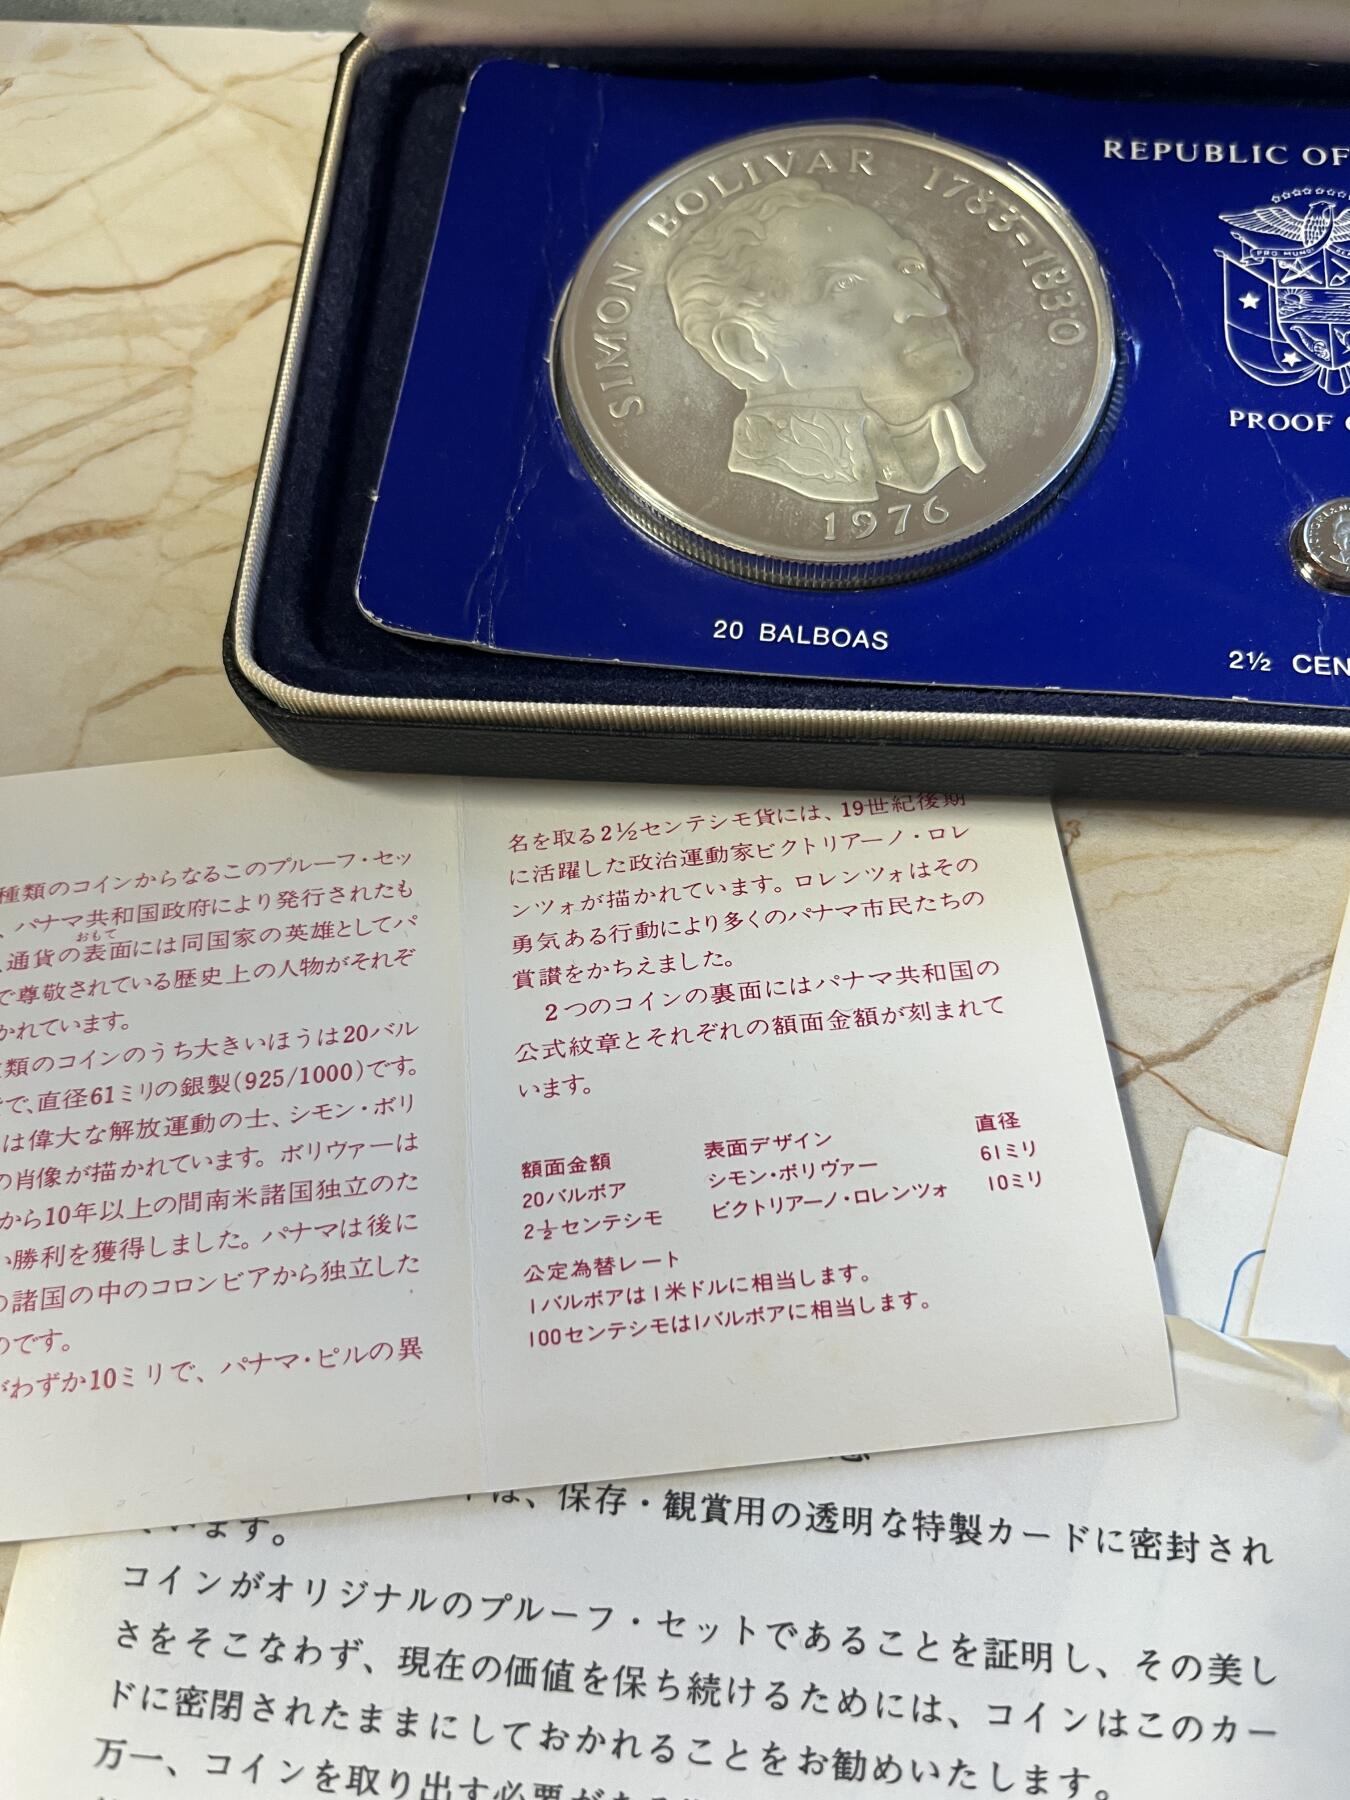 SIMON BOLIVAR 1783-1830
1976
20 BALBOAS
REPUBLIC OF
PRO MUNDI
PROOF
2½ CEN
種類のコインからなるこのプルーフ・セッ
、パナマ共和国政府により発行されたも
おもて
、通貨の表面には同国家の英雄としてパ
で尊敬されている歴史上の人物がそれぞ
かれています。
類のコインのうち大きいほうは20バル
で、直径61ミリの銀製(925/1000)です。
は偉大な解放運動の士、シモン・ボリ
の肖像が描かれています。ボリヴァーは
から10年以上の間南米諸国独立のた
い勝利を獲得しました。パナマは後に
の諸国の中のコロンビアから独立した
のです。
がわずか10ミリで、パナマ・ピルの異
名を取る2½センテシモ貨には、19世紀後期
に活躍した政治運動家ビクトリアーノ・ロレ
ンツォが描かれています。ロレンツォはその
勇気ある行動により多くのパナマ市民たちの
賞讃をかちえました。
2つのコインの裏面にはパナマ共和国の
公式紋章とそれぞれの額面金額が刻まれて
います。
額面金額 表面デザイン 直径
20バルボア シモン・ボリヴァー 61ミリ
2½センテシモ ビクトリアーノ・ロレンツォ 10ミリ
公定為替レート
1バルボアは1米ドルに相当します。
100センテシモは1バルボアに相当します。
は、保存・観賞用の透明な特製カードに密封され
います。
コインがオリジナルのプルーフ・セットであることを証明し、その美し
さをそこなわず、現在の価値を保ち続けるためには、コインはこのカー
ドに密閉されたままにしておかれることをお勧めいたします。
万一、コインを取り出す必要がある